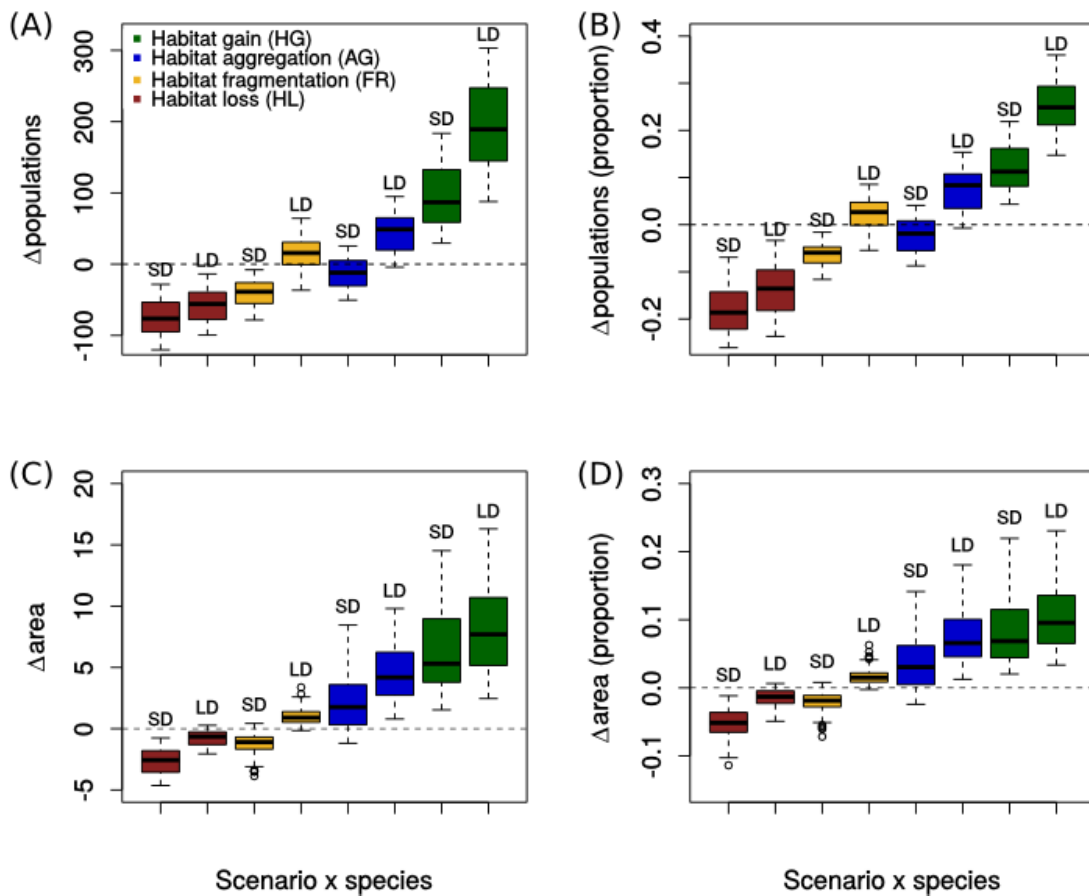 (A)
Δpopulations
300
200
100
0
-100
Habitat gain (HG)
Habitat aggregation (AG)
Habitat fragmentation (FR)
Habitat loss (HL)
SD
LD
SD
LD
SD
LD
SD
LD
(B)
Δpopulations (proportion)
0.4
0.2
0.0
-0.2
SD
LD
SD
LD
SD
LD
SD
LD
(C)
Δarea
20
15
10
5
0
-5
SD
LD
SD
LD
SD
LD
SD
LD
Scenario x species
(D)
Δarea (proportion)
0.3
0.2
0.1
0.0
-0.1
SD
LD
SD
LD
SD
LD
SD
LD
Scenario x species